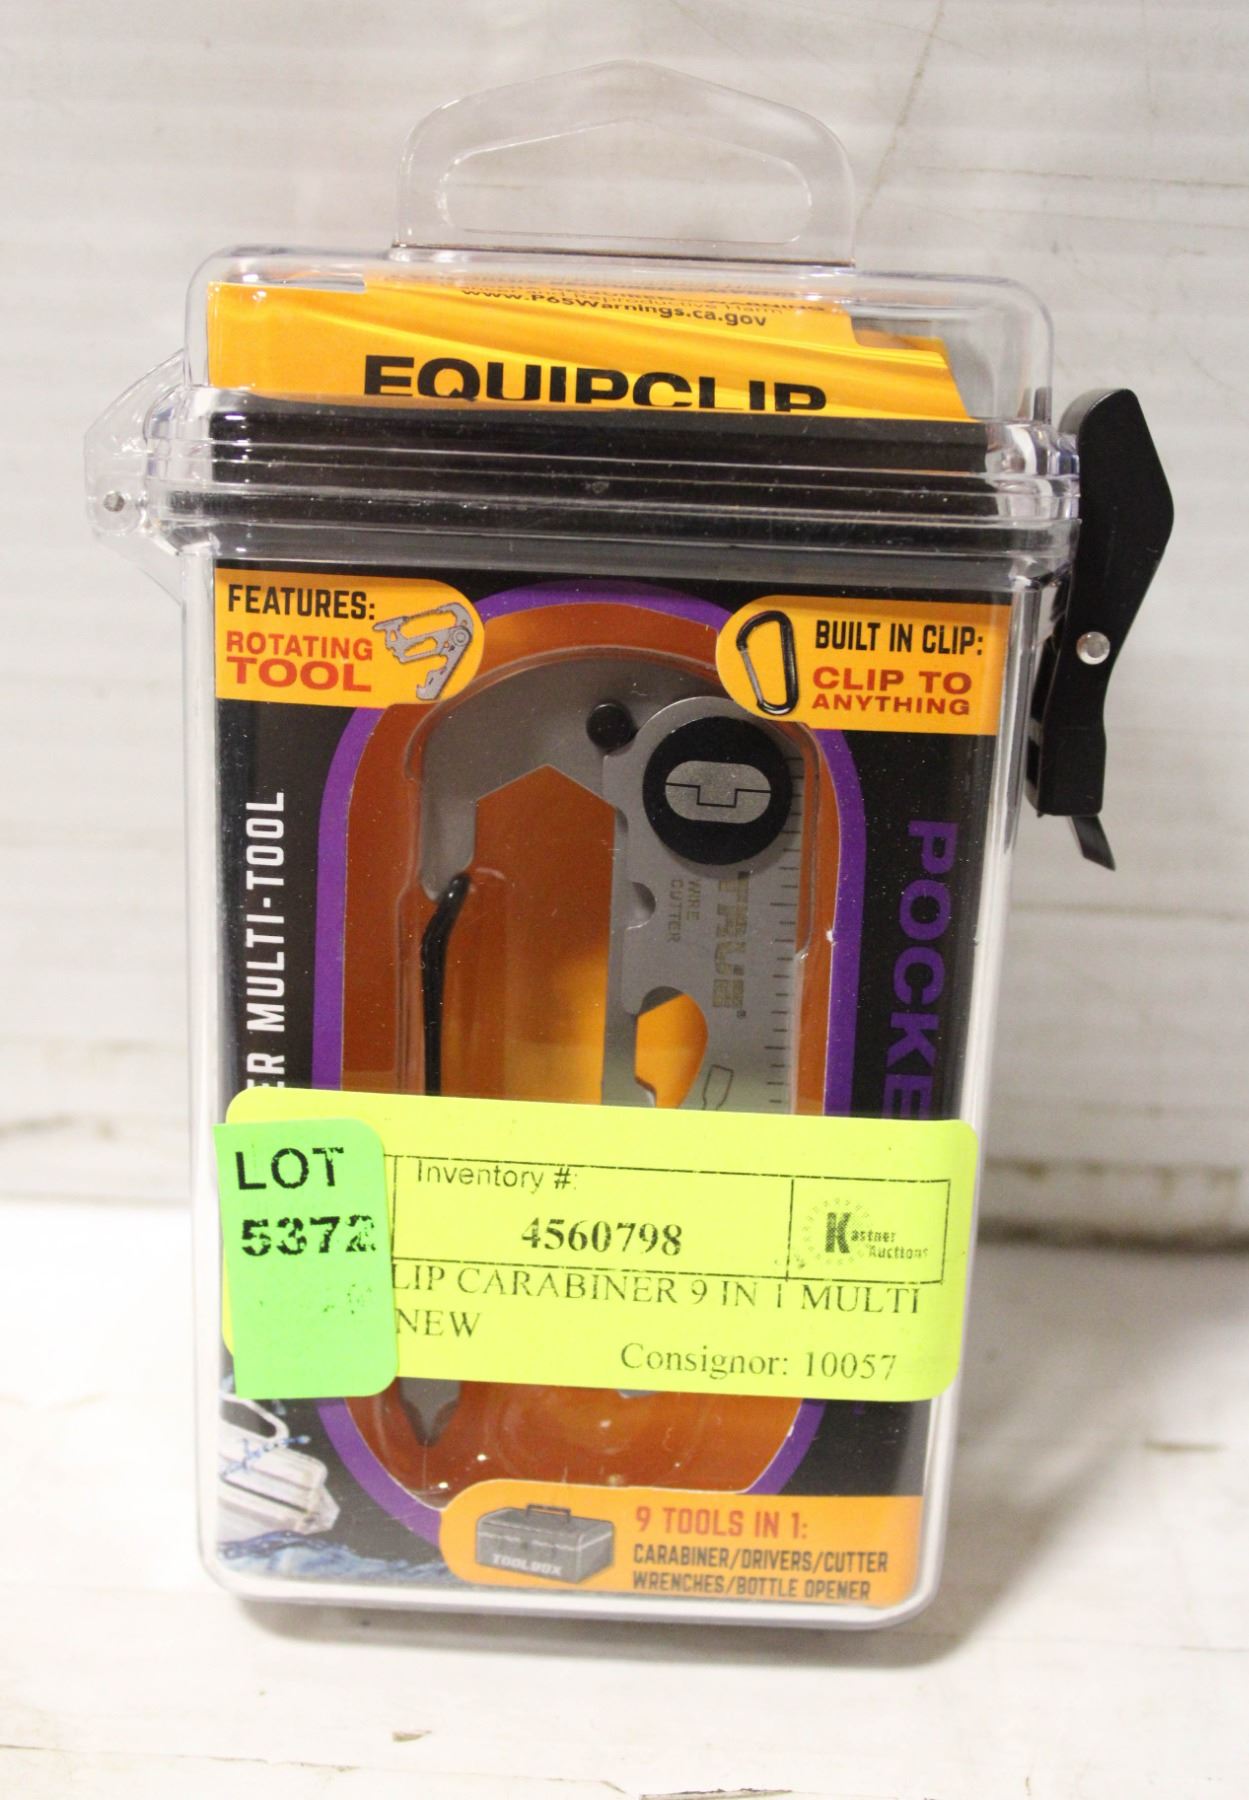 www.P65Warnings.ca.gov
EQUIPCLIP
FEATURES:
ROTATING
TOOL
BUILT IN CLIP:
CLIP TO
ANYTHING
ER MULTI-TOOL
POCKE
WIRE
CUTTER
TRUE®
LOT
5372
Inventory #:
4560798
Kastner
Auctions
LIP CARABINER 9 IN 1 MULTI
NEW
Consignor: 10057
TOOLBOX
9 TOOLS IN 1:
CARABINER/DRIVERS/CUTTER
WRENCHES/BOTTLE OPENER